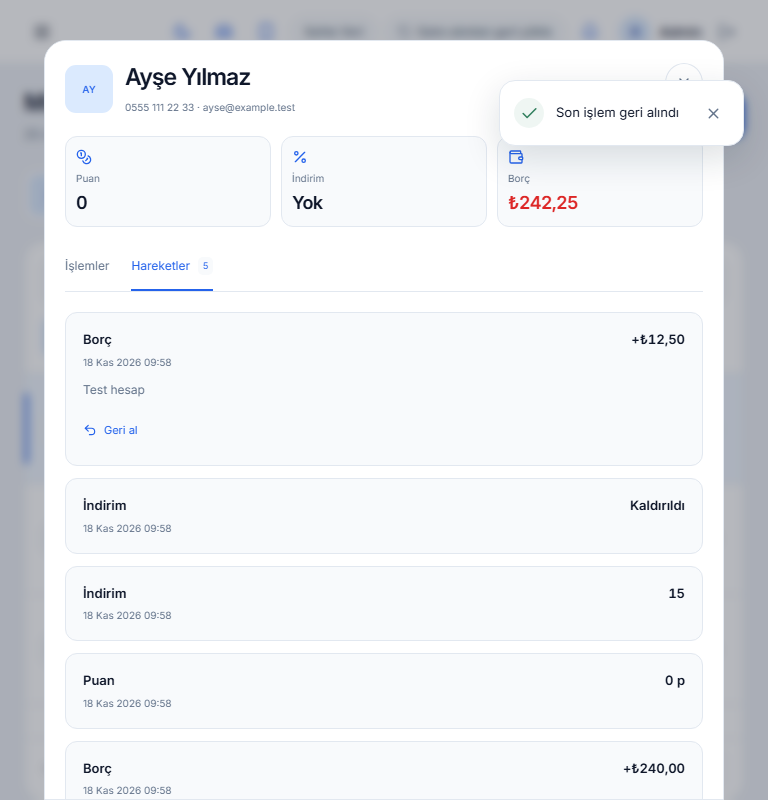 AY
Ayşe Yılmaz
0555 111 22 33 · ayse@example.test
Son işlem geri alındı
Puan
0
İndirim
Yok
Borç
₺242,25
İşlemler
Hareketler 5
Borç +₺12,50
18 Kas 2026 09:58
Test hesap
Geri al
İndirim Kaldırıldı
18 Kas 2026 09:58
İndirim 15
18 Kas 2026 09:58
Puan 0 p
18 Kas 2026 09:58
Borç +₺240,00
18 Kas 2026 09:58